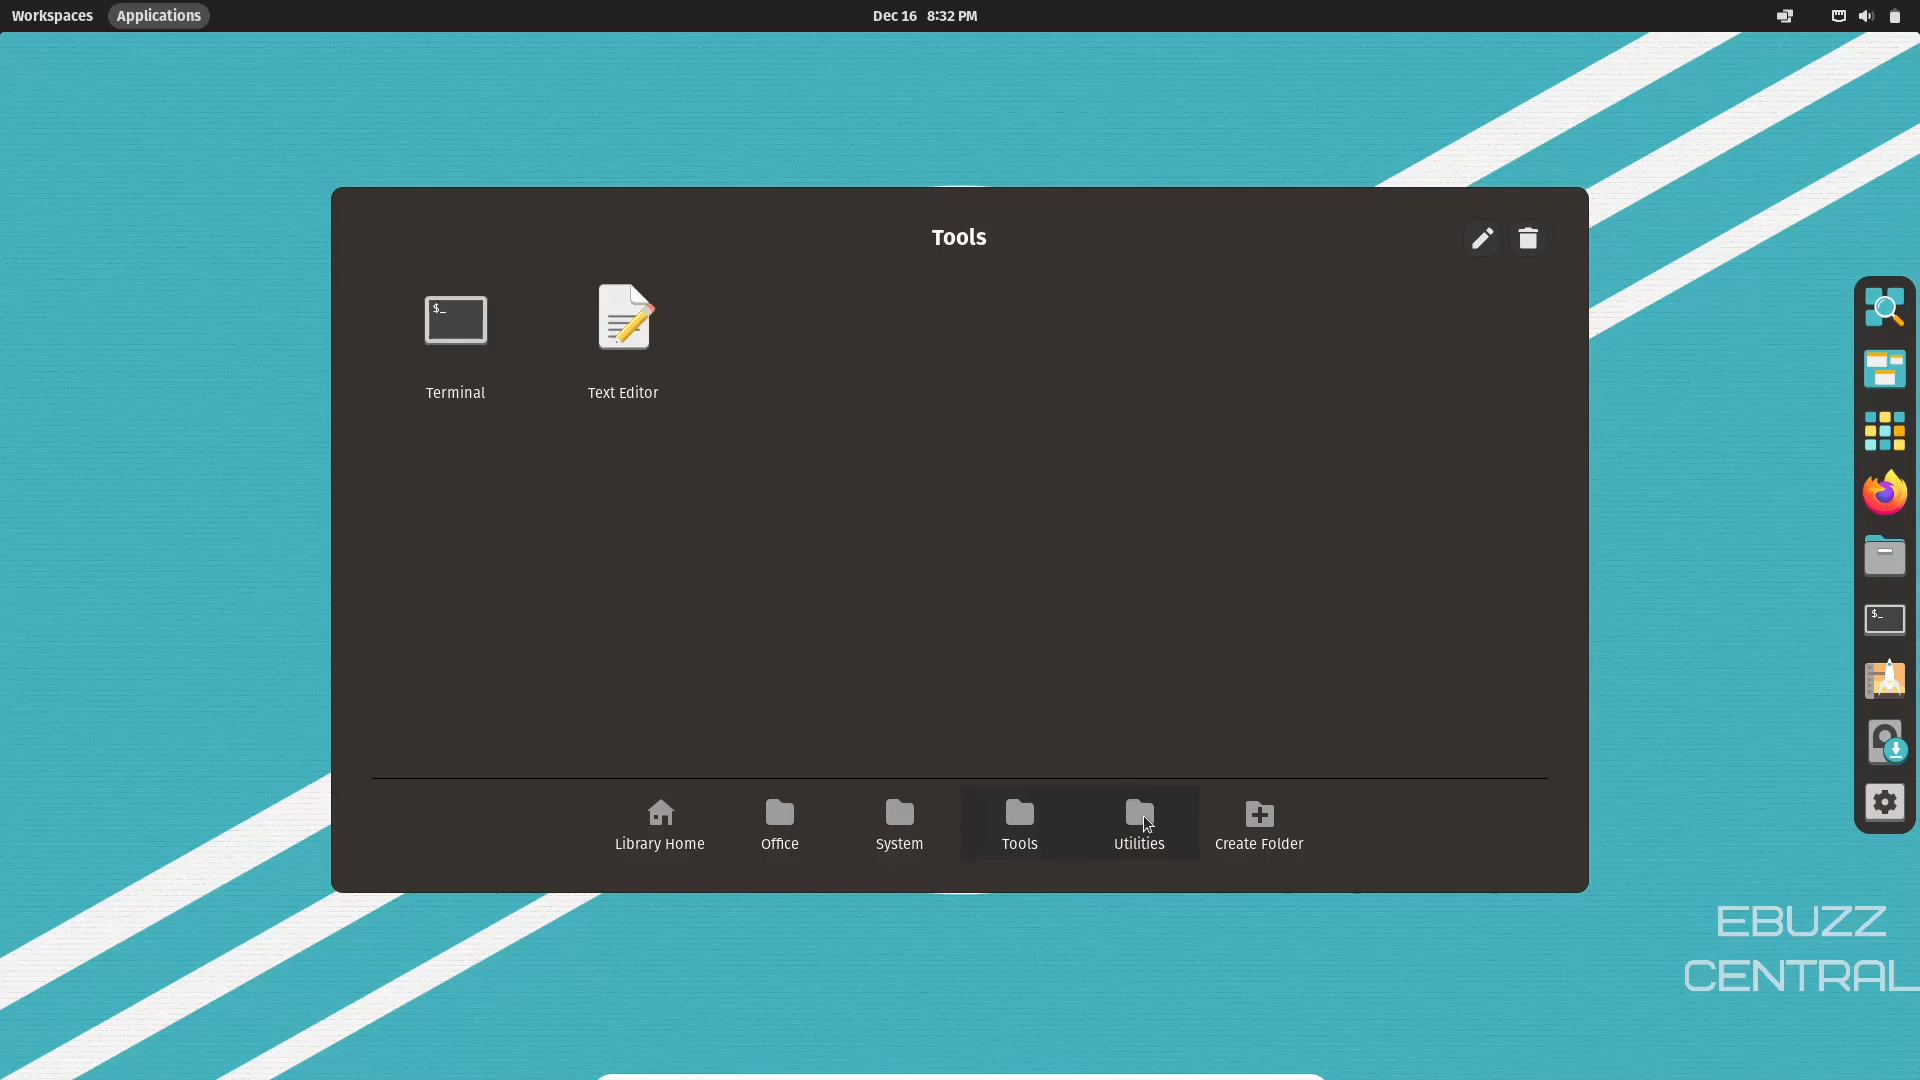 Workspaces Applications Dec 16 8:32 PM
Tools
$_
Terminal Text Editor
$_
Library Home Office System Tools Utilities Create Folder
EBUZZ
CENTRAL